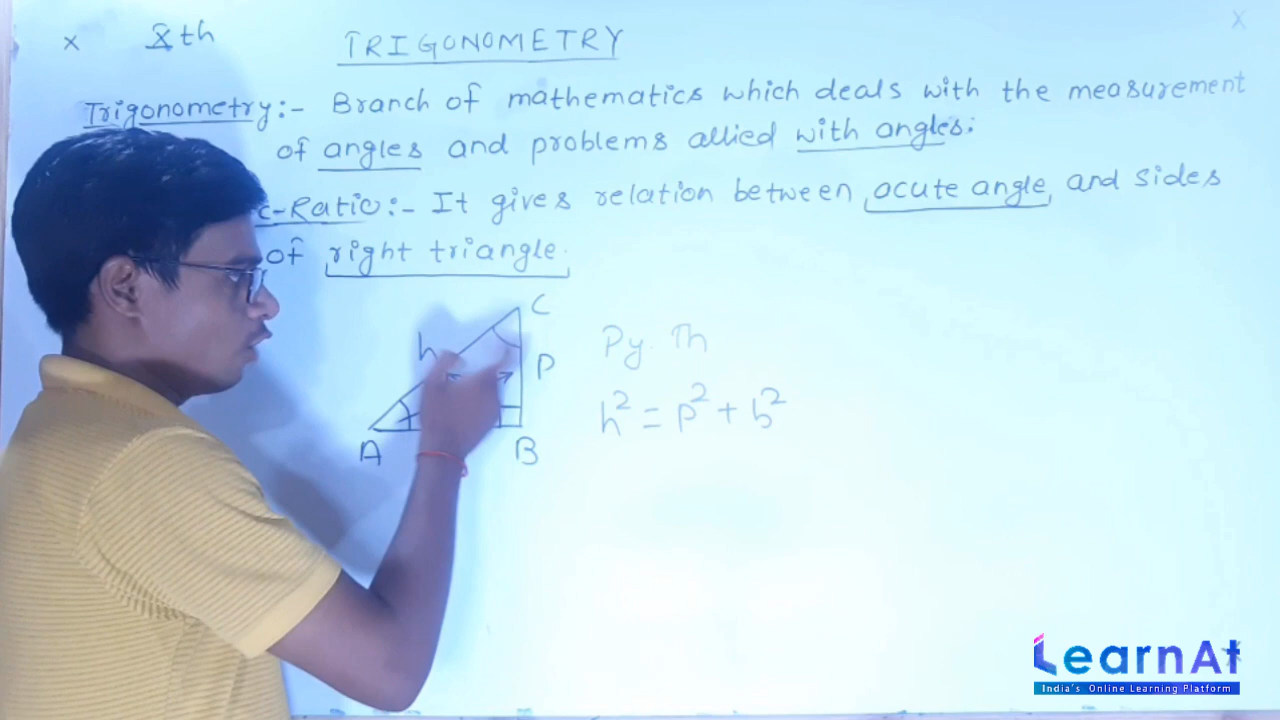 x Xth TRIGONOMETRY x
Trigonometry:- Branch of mathematics which deals with the measurement
of angles and problems allied with angles.
c-Ratio:- It gives relation between acute angle and sides
of right triangle.
C
h P
A B
Py. Th
h² = p² + b²
LearnAt
India's Online Learning Platform